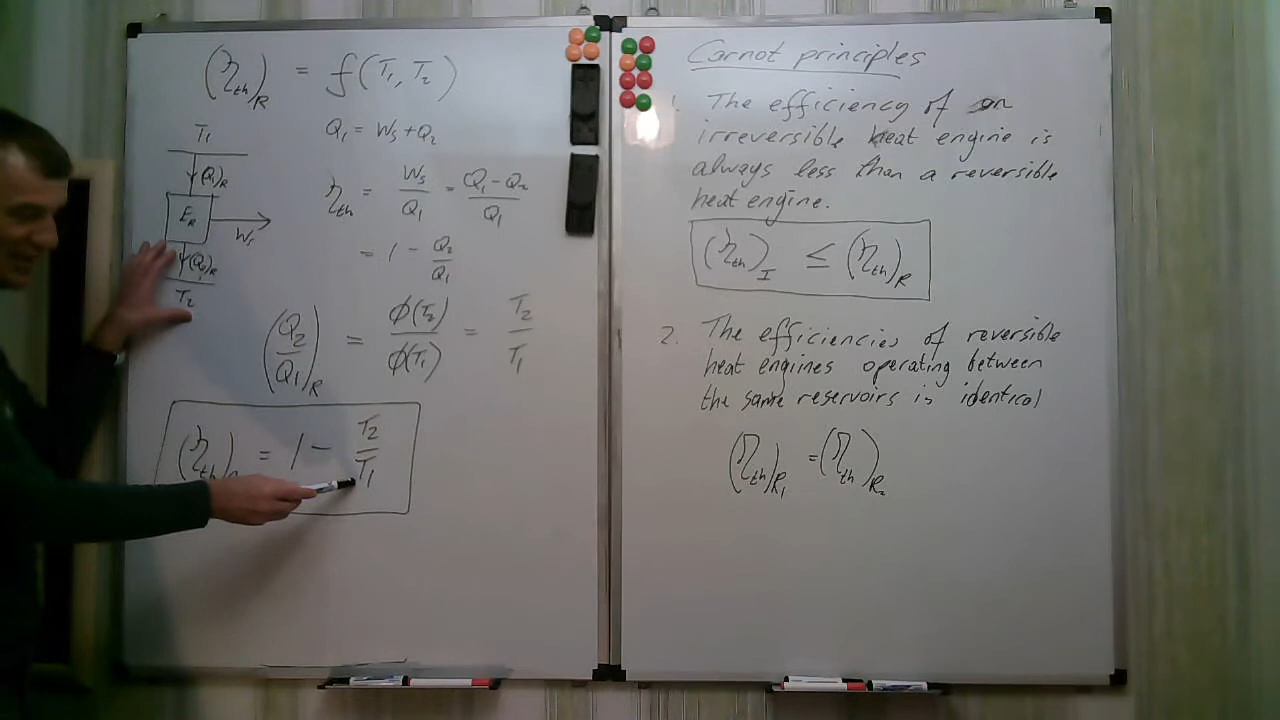 (η_th)_R = f(T₁, T₂)
T₁
(Q₁)_R
E_R
W_s
(Q₂)_R
T₂
Q₁ = W_s + Q₂
η_th = W_s/Q₁ = (Q₁ - Q₂)/Q₁
= 1 - Q₂/Q₁
(Q₂/Q₁)_R = ϕ(T₂)/ϕ(T₁) = T₂/T₁
(η_th)_R = 1 - T₂/T₁
Carnot principles
1. The efficiency of an
irreversible heat engine is
always less than a reversible
heat engine.
(η_th)_I ≤ (η_th)_R
2. The efficiencies of reversible
heat engines operating between
the same reservoirs is identical
(η_th)_R₁ = (η_th)_R₂